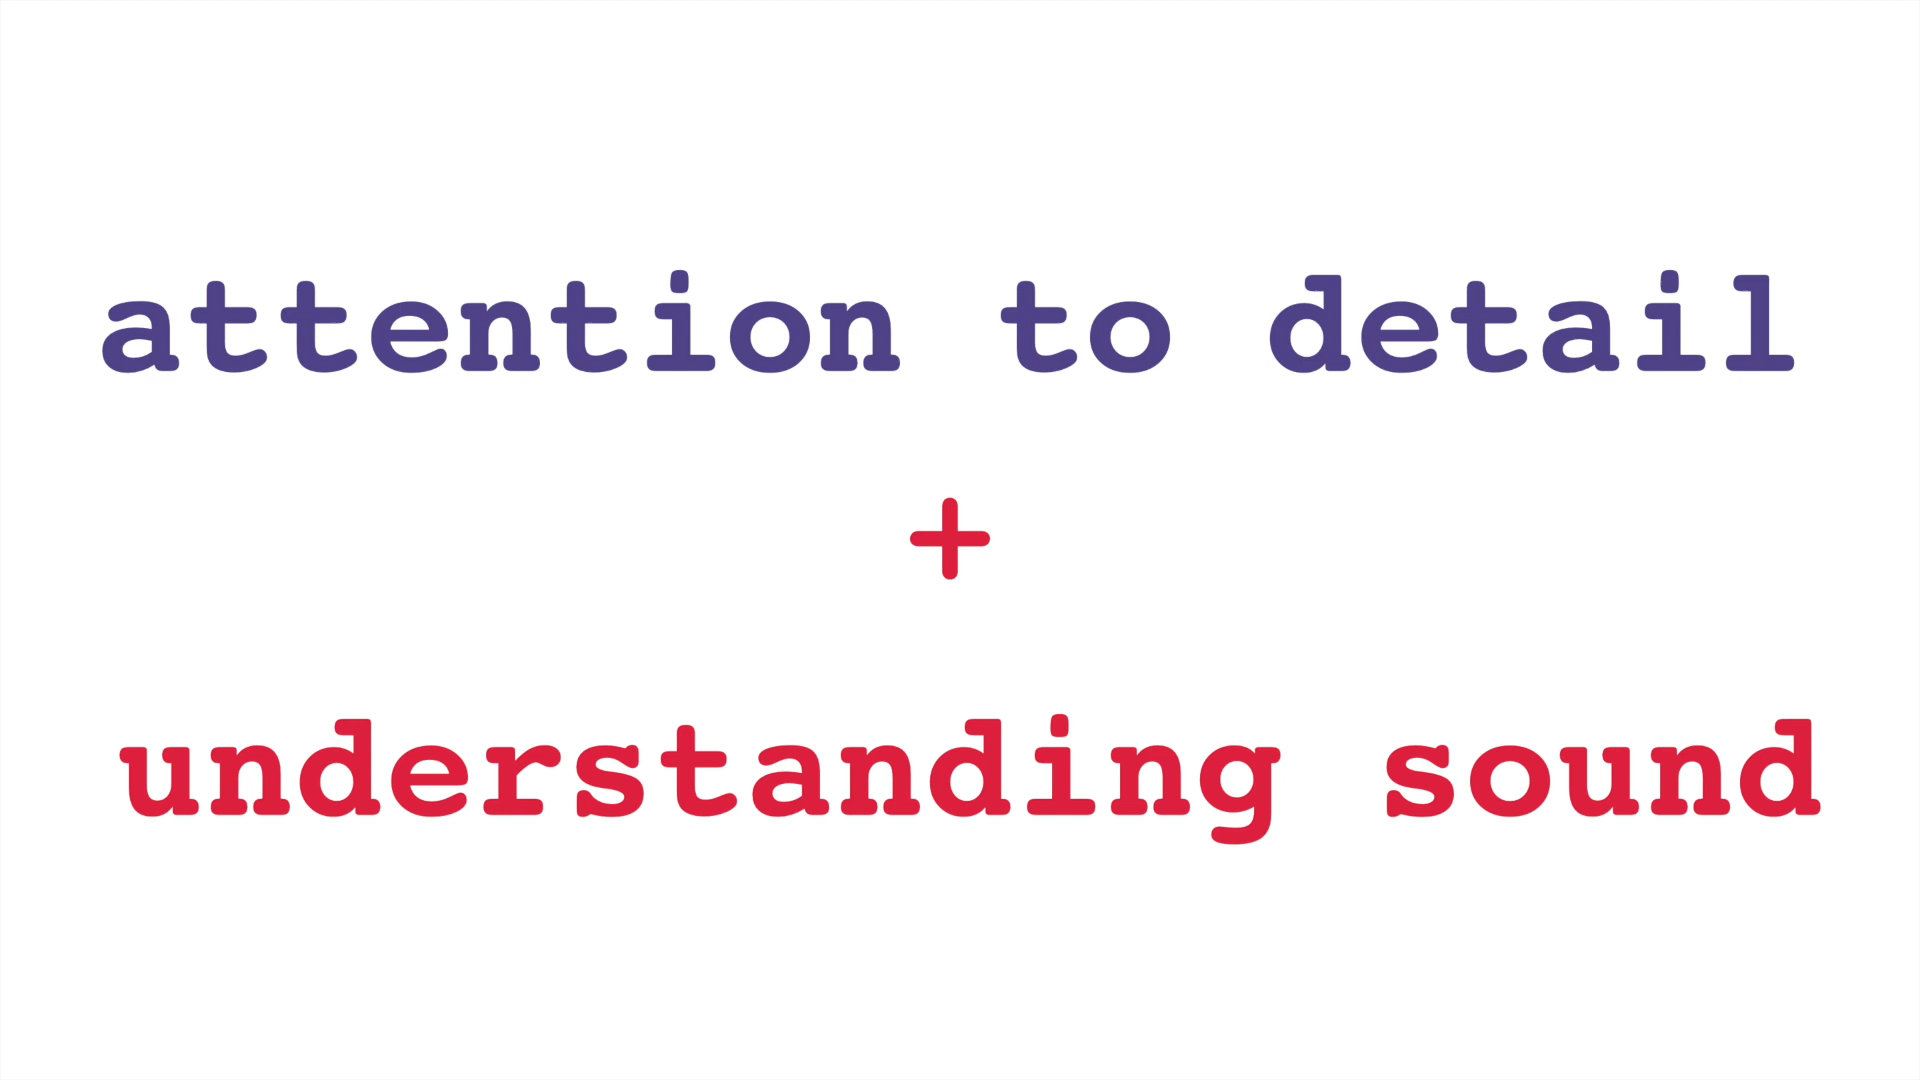 attention to detail
+
understanding sound